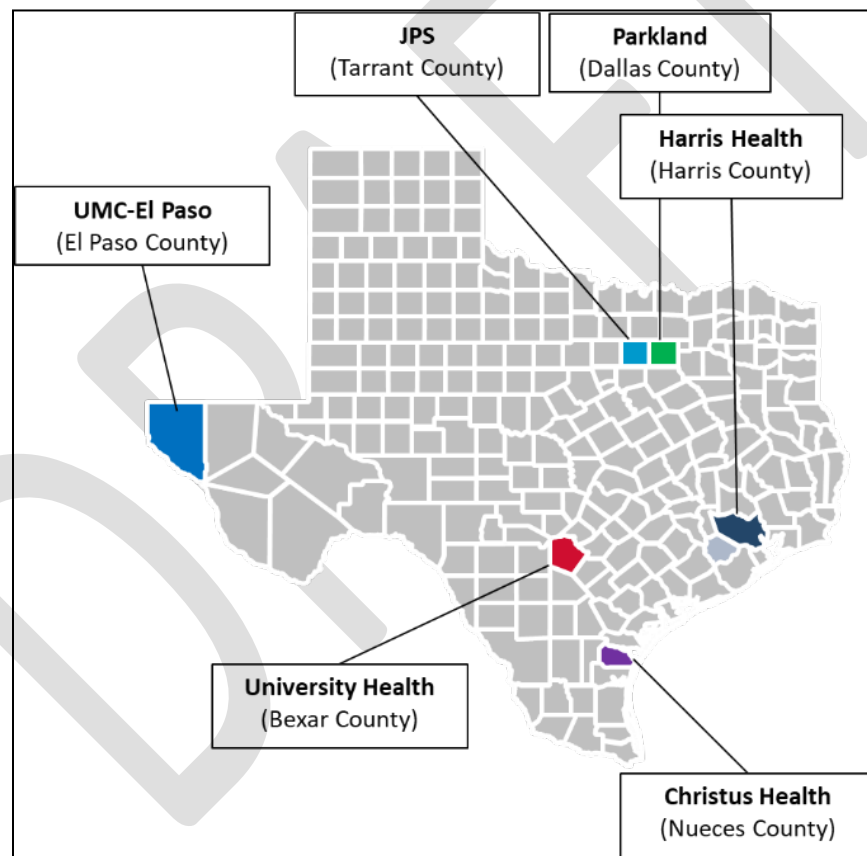 JPS
(Tarrant County)
Parkland
(Dallas County)
Harris Health
(Harris County)
UMC-El Paso
(El Paso County)
University Health
(Bexar County)
Christus Health
(Nueces County)
DRAFT